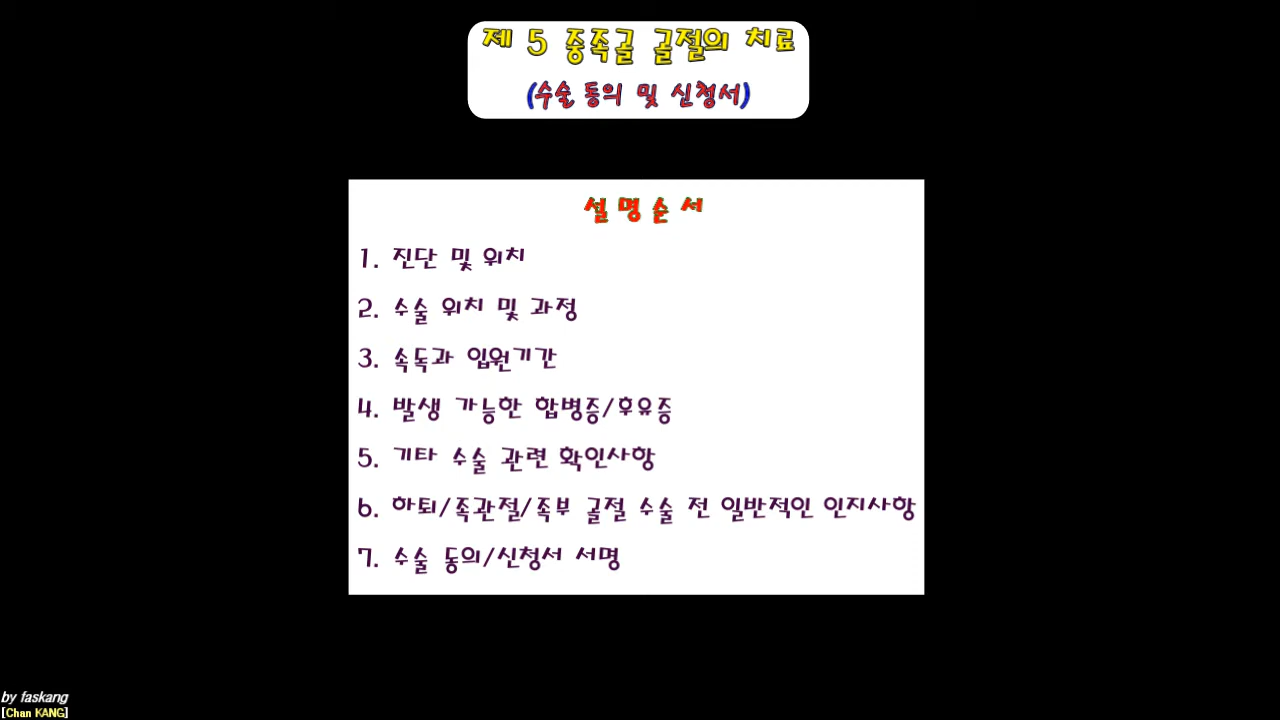 제 5 중족골 골절의 치료
(수술 동의 및 신청서)
설명순서
1. 진단 및 위치
2. 수술 위치 및 과정
3. 속독과 입원기간
4. 발생 가능한 합병증/후유증
5. 기타 수술 관련 확인사항
6. 하퇴/족관절/족부 골절 수술 전 일반적인 인지사항
7. 수술 동의/신청서 서명
by faskang
[Chan KANG]